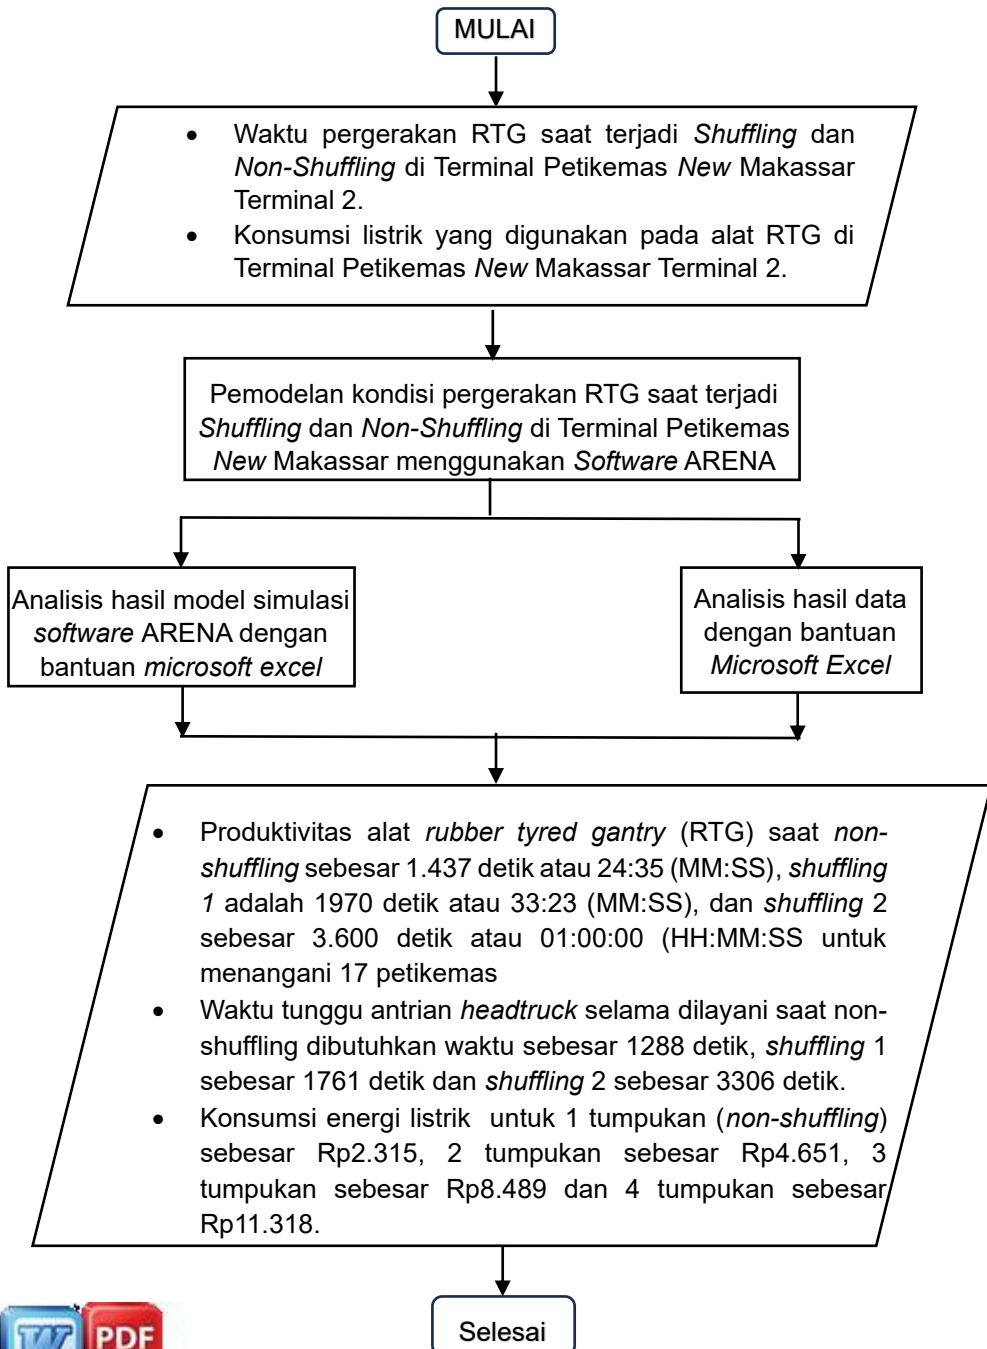 MULAI
• Waktu pergerakan RTG saat terjadi Shuffling dan
Non-Shuffling di Terminal Petikemas New Makassar
Terminal 2.
• Konsumsi listrik yang digunakan pada alat RTG di
Terminal Petikemas New Makassar Terminal 2.
Pemodelan kondisi pergerakan RTG saat terjadi
Shuffling dan Non-Shuffling di Terminal Petikemas
New Makassar menggunakan Software ARENA
Analisis hasil model simulasi
software ARENA dengan
bantuan microsoft excel
Analisis hasil data
dengan bantuan
Microsoft Excel
• Produktivitas alat rubber tyred gantry (RTG) saat non-
shuffling sebesar 1.437 detik atau 24:35 (MM:SS), shuffling
1 adalah 1970 detik atau 33:23 (MM:SS), dan shuffling 2
sebesar 3.600 detik atau 01:00:00 (HH:MM:SS untuk
menangani 17 petikemas
• Waktu tunggu antrian headtruck selama dilayani saat non-
shuffling dibutuhkan waktu sebesar 1288 detik, shuffling 1
sebesar 1761 detik dan shuffling 2 sebesar 3306 detik.
• Konsumsi energi listrik untuk 1 tumpukan (non-shuffling)
sebesar Rp2.315, 2 tumpukan sebesar Rp4.651, 3
tumpukan sebesar Rp8.489 dan 4 tumpukan sebesar
Rp11.318.
Selesai
W PDF